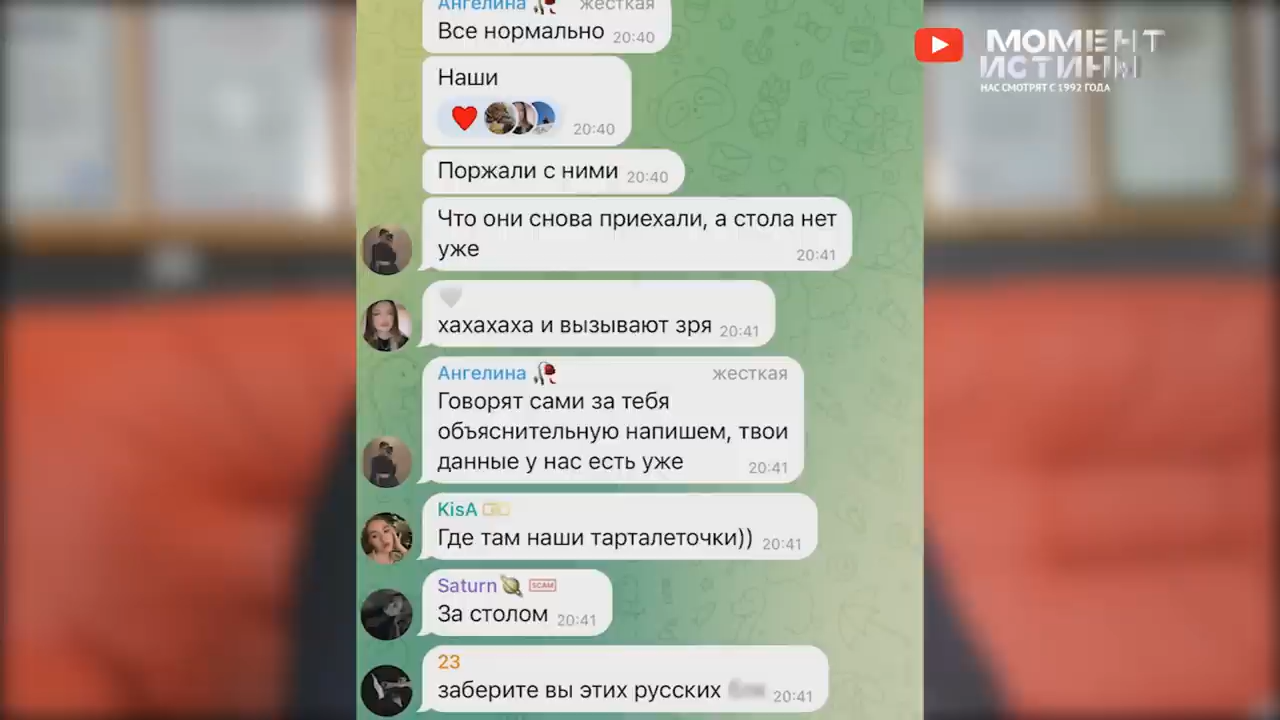 Ангелина жесткая
Все нормально 20:40
Наши
20:40
Поржали с ними 20:40
Что они снова приехали, а стола нет
уже 20:41
хахахаха и вызывают зря 20:41
Ангелина жесткая
Говорят сами за тебя
объяснительную напишем, твои
данные у нас есть уже 20:41
KisA
Где там наши тарталеточки)) 20:41
Saturn SCAM
За столом 20:41
23
заберите вы этих русских 20:41
МОМЕНТ
ИСТИНЫ
НАС СМОТРЯТ С 1992 ГОДА